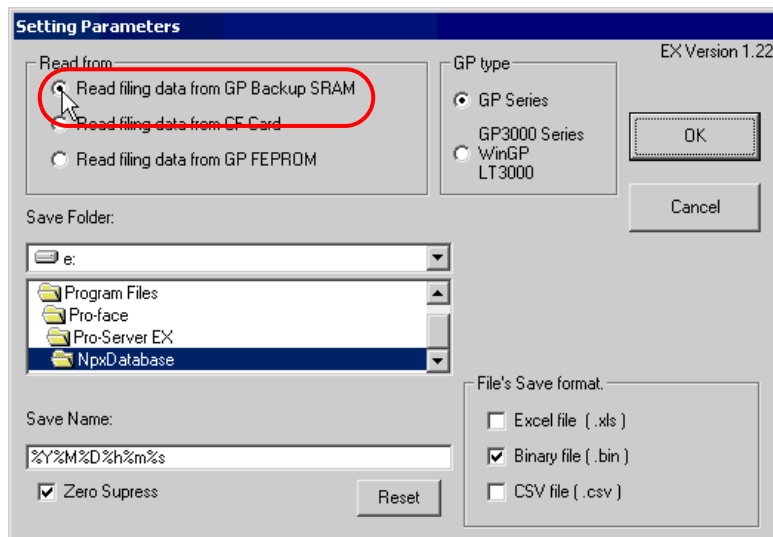 Setting Parameters
EX Version 1.22
Read from
Read filing data from GP Backup SRAM
Read filing data from CF Card
Read filing data from GP FEPROM
GP type
GP Series
GP3000 Series
WinGP
LT3000
OK
Cancel
Save Folder:
e:
Program Files
Pro-face
Pro-Server EX
NpxDatabase
Save Name:
%Y%M%D%h%m%s
Zero Supress
Reset
File's Save format.
Excel file ( .xls )
Binary file ( .bin )
CSV file ( .csv )